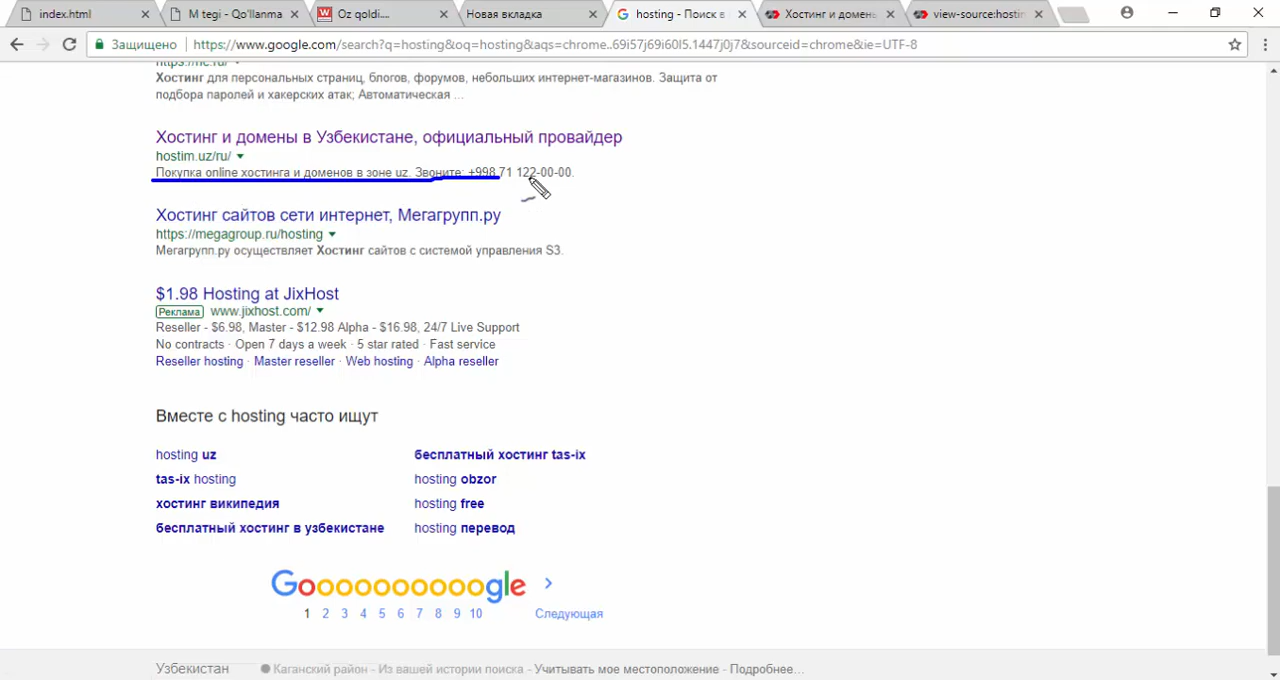 index.html
M tegi - Qo'llanma
Oz qoldi....
Новая вкладка
hosting - Поиск в
Хостинг и домены
view-source:hostin
Защищено
https://www.google.com/search?q=hosting&oq=hosting&aqs=chrome..69i57j69i60l5.1447j0j7&sourceid=chrome&ie=UTF-8
https://nic.ru/
Хостинг для персональных страниц, блогов, форумов, небольших интернет-магазинов. Защита от
подбора паролей и хакерских атак; Автоматическая ...
Хостинг и домены в Узбекистане, официальный провайдер
hostim.uz/ru/
Покупка online хостинга и доменов в зоне uz. Звоните: +998 71 122-00-00.
Хостинг сайтов сети интернет, Мегагрупп.ру
https://megagroup.ru/hosting
Мегагрупп.ру осуществляет Хостинг сайтов с системой управления S3.
$1.98 Hosting at JixHost
Реклама www.jixhost.com/
Reseller - $6.98, Master - $12.98 Alpha - $16.98, 24/7 Live Support
No contracts · Open 7 days a week · 5 star rated · Fast service
Reseller hosting · Master reseller · Web hosting · Alpha reseller
Вместе с hosting часто ищут
hosting uz
бесплатный хостинг tas-ix
tas-ix hosting
hosting obzor
хостинг википедия
hosting free
бесплатный хостинг в узбекистане
hosting перевод
Goooooooooogle
1 2 3 4 5 6 7 8 9 10 Следующая
Узбекистан
Каганский район - Из вашей истории поиска - Учитывать мое местоположение - Подробнее…